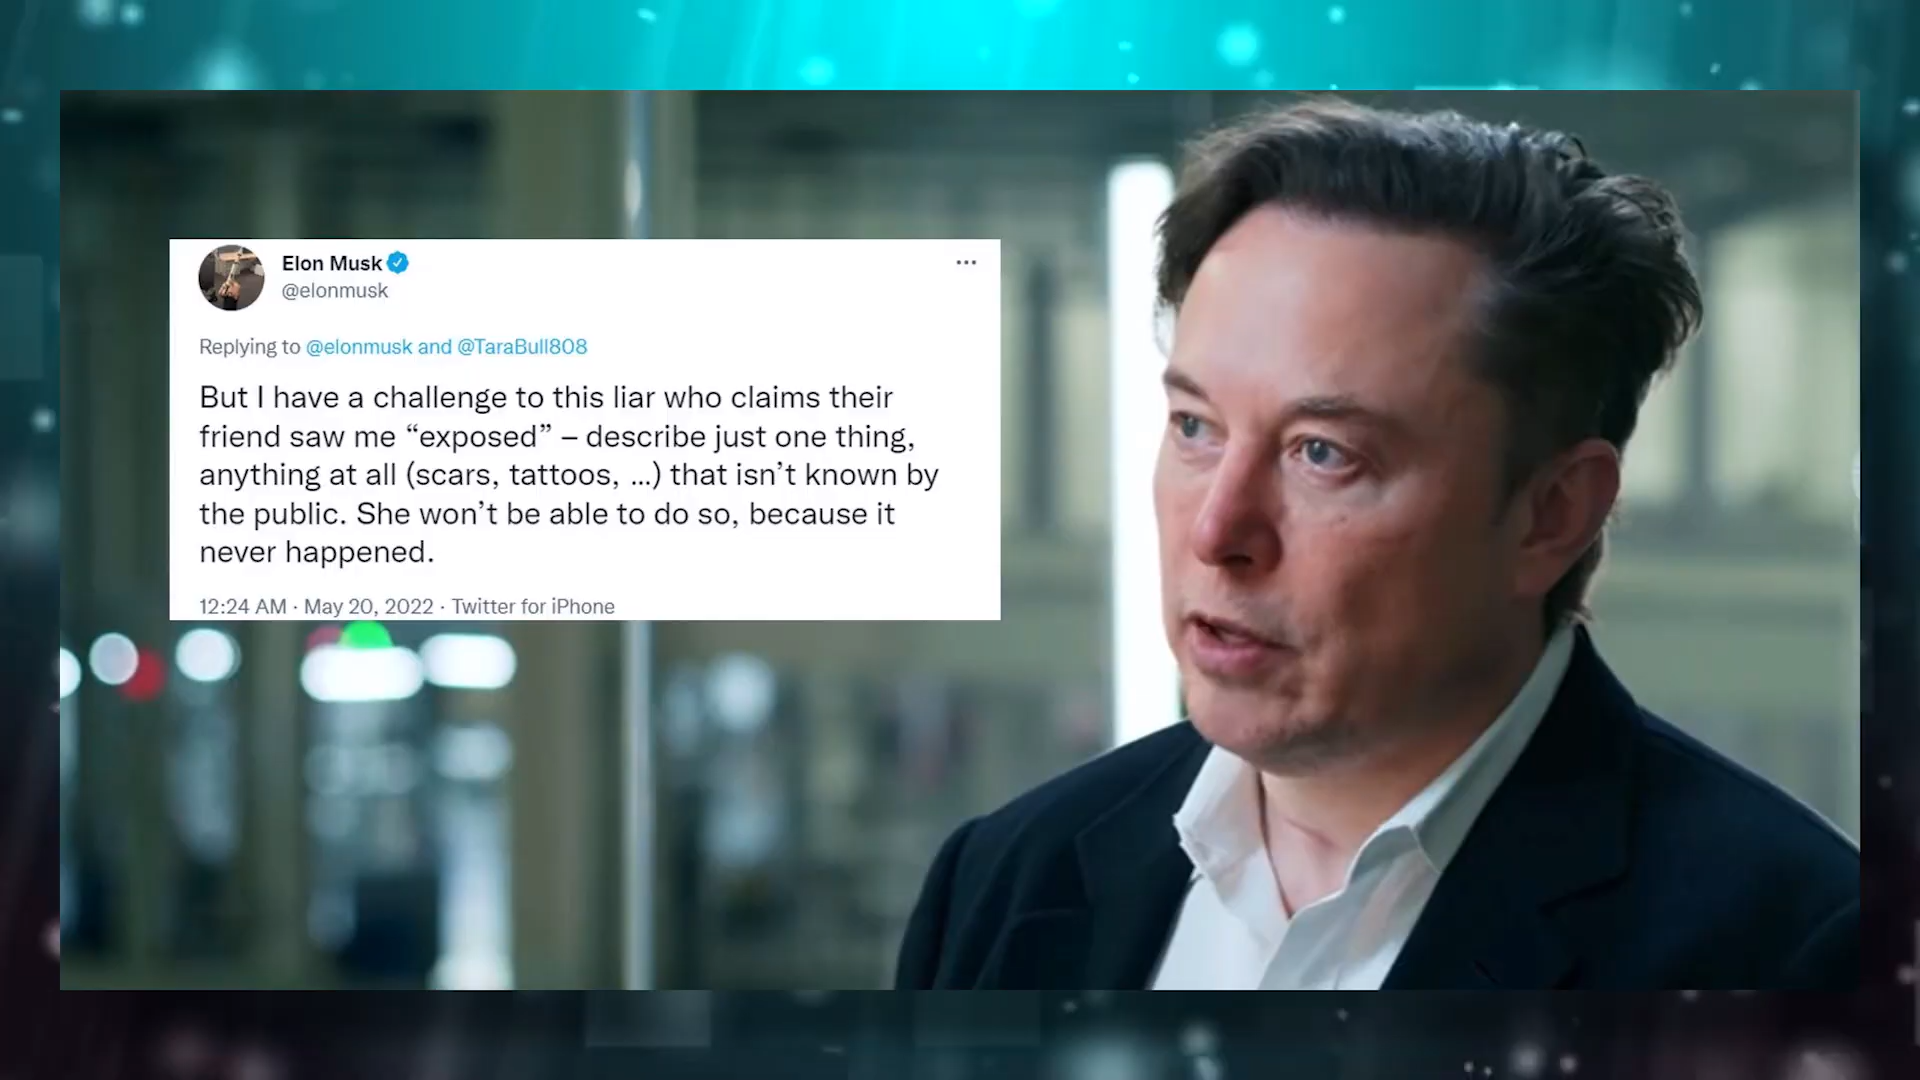 Elon Musk
@elonmusk
...
Replying to @elonmusk and @TaraBull808
But I have a challenge to this liar who claims their
friend saw me “exposed” – describe just one thing,
anything at all (scars, tattoos, ...) that isn’t known by
the public. She won’t be able to do so, because it
never happened.
12:24 AM · May 20, 2022 · Twitter for iPhone